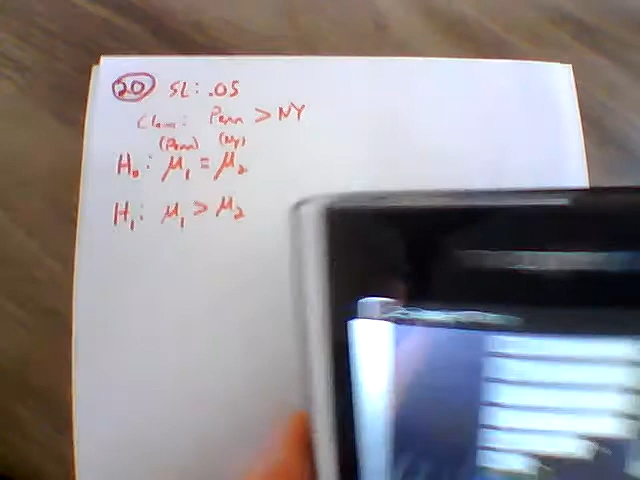 20 SL: .05
Claim: Penn > NY
(Penn) (NY)
H₀: μ₁ = μ₂
H₁: μ₁ > μ₂